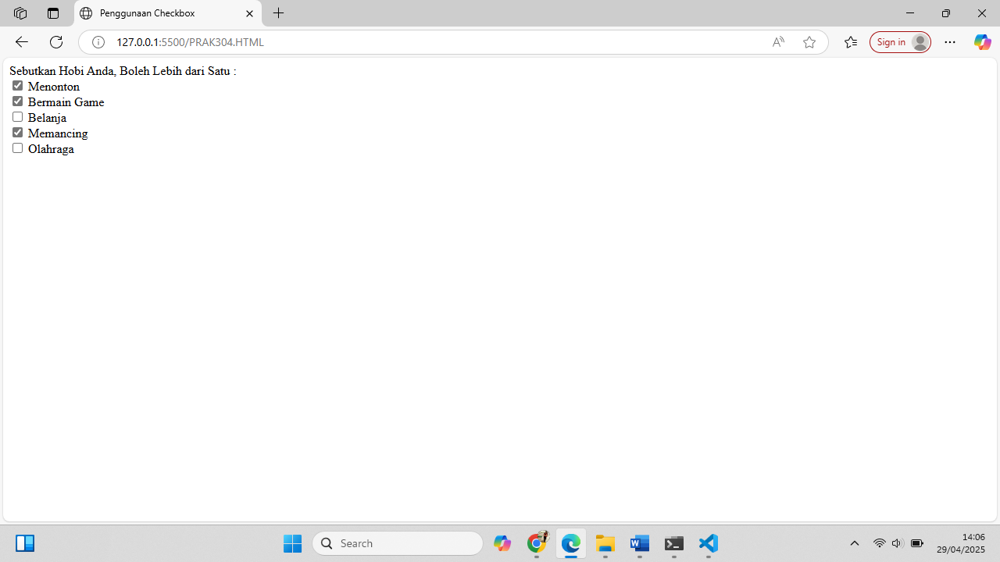 Penggunaan Checkbox
127.0.0.1:5500/PRAK304.HTML
Sign in
Sebutkan Hobi Anda, Boleh Lebih dari Satu :
Menonton
Bermain Game
Belanja
Memancing
Olahraga
Search
14:06
29/04/2025